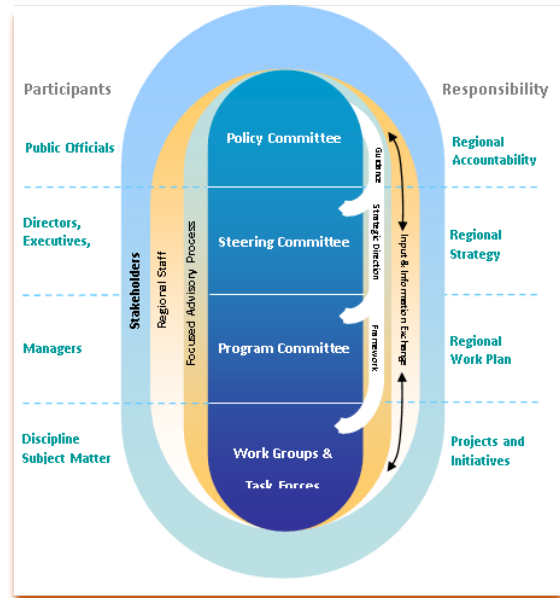 Participants
Responsibility
Public Officials
Policy Committee
Regional
Accountability
Guidance
Directors,
Executives,
Steering Committee
Strategic Direction
Regional
Strategy
Stakeholders
Regional Staff
Focused Advisory Process
Input & Information Exchange
Managers
Program Committee
Framework
Regional
Work Plan
Discipline
Subject Matter
Work Groups &
Task Forces
Projects and
Initiatives